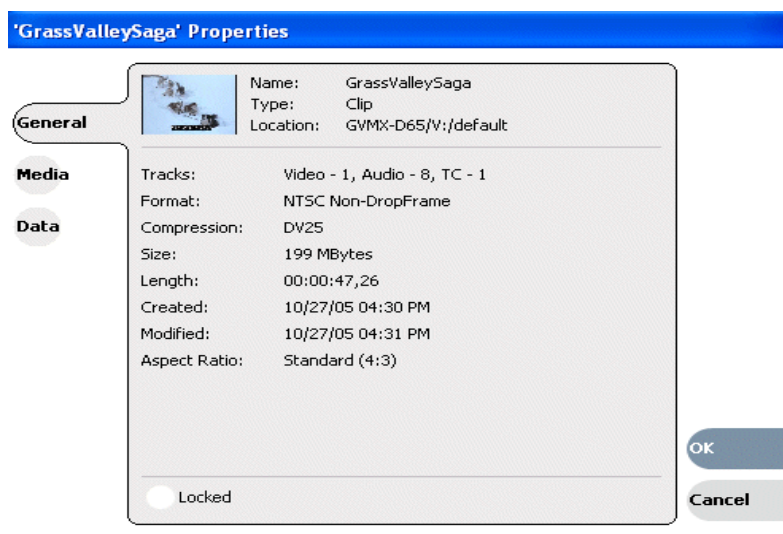 'GrassValleySaga' Properties
General
Media
Data
Name: GrassValleySaga
Type: Clip
Location: GVMX-D65/V:/default
Tracks: Video - 1, Audio - 8, TC - 1
Format: NTSC Non-DropFrame
Compression: DV25
Size: 199 MBytes
Length: 00:00:47,26
Created: 10/27/05 04:30 PM
Modified: 10/27/05 04:31 PM
Aspect Ratio: Standard (4:3)
Locked
OK
Cancel